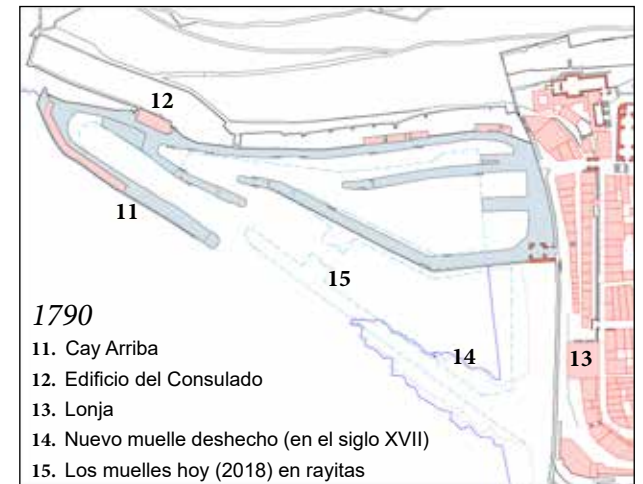 12
11
15
14
13
1790
11. Cay Arriba
12. Edificio del Consulado
13. Lonja
14. Nuevo muelle deshecho (en el siglo XVII)
15. Los muelles hoy (2018) en rayitas